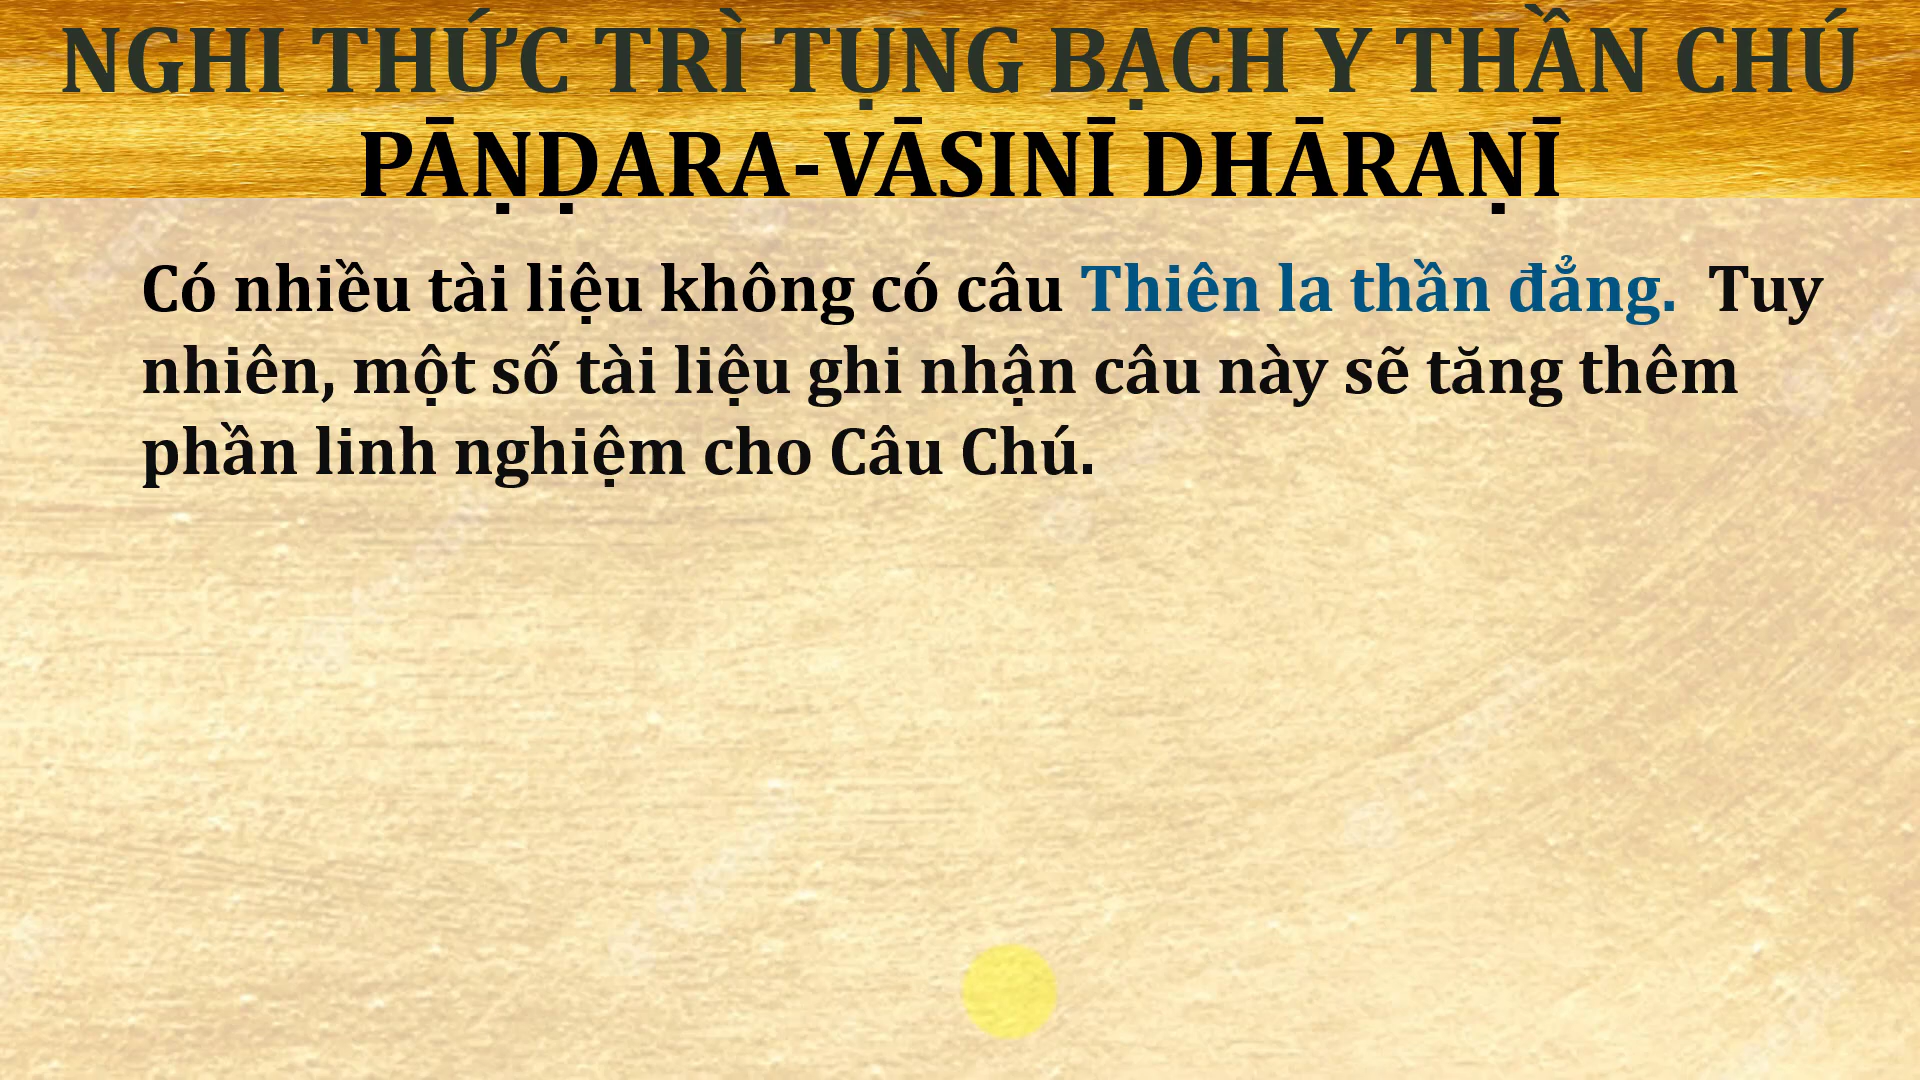 NGHI THỨC TRÌ TỤNG BẠCH Y THẦN CHÚ
PĀṆḌARA-VĀSINĪ DHĀRAṆĪ
Có nhiều tài liệu không có câu Thiên la thần đẳng. Tuy
nhiên, một số tài liệu ghi nhận câu này sẽ tăng thêm
phần linh nghiệm cho Câu Chú.